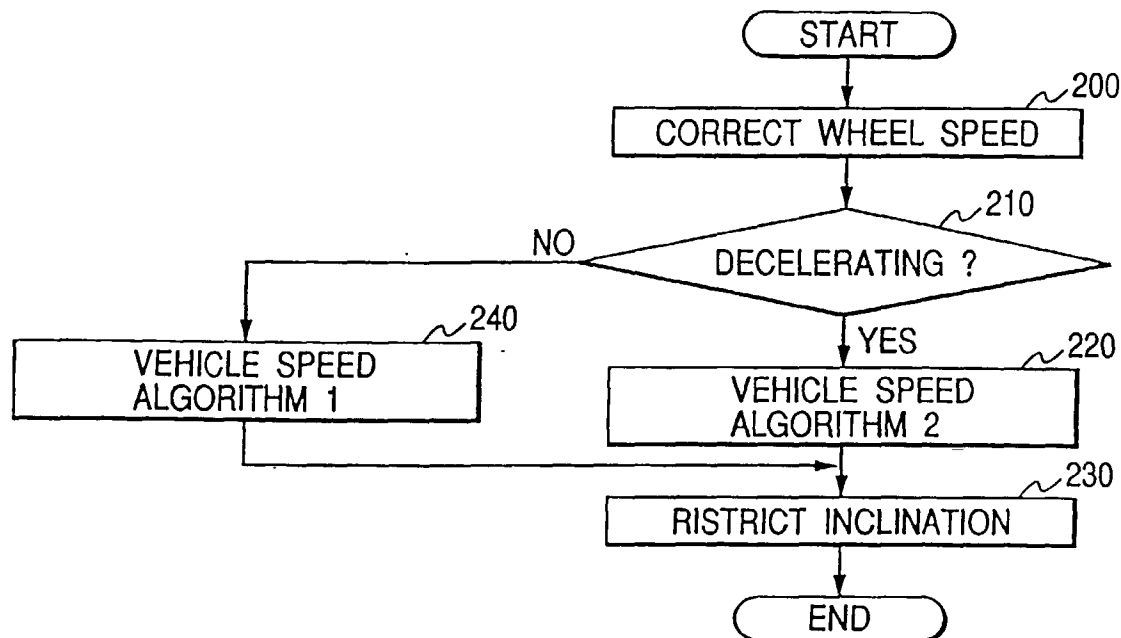 START
200
CORRECT WHEEL SPEED
210
NO
DECELERATING ?
240
YES
VEHICLE SPEED
ALGORITHM 1
220
VEHICLE SPEED
ALGORITHM 2
230
RISTRICT INCLINATION
END